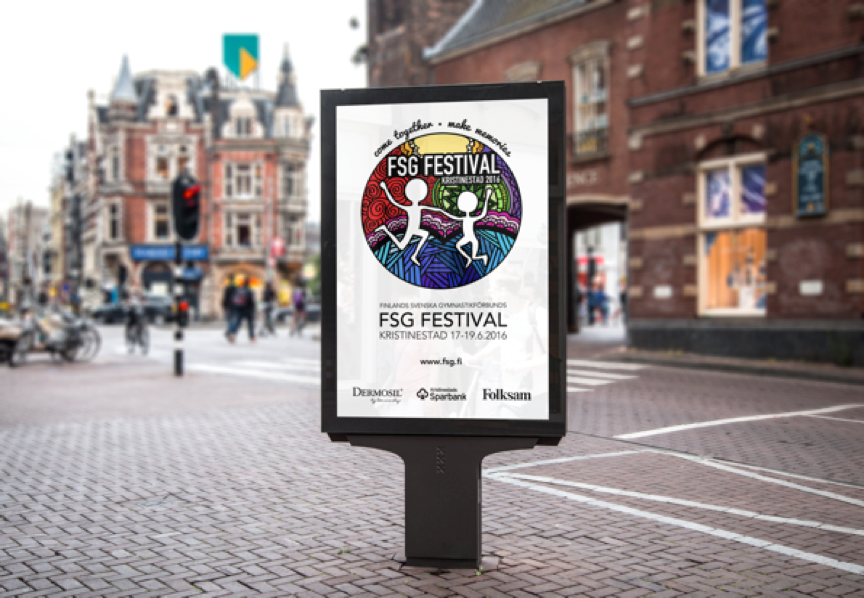 come together • make memories
FSG FESTIVAL
KRISTINESTAD 2016
FINLANDS SVENSKA GYMNASTIKFÖRBUNDS
FSG FESTIVAL
KRISTINESTAD 17-19.6.2016
www.fsg.fi
DERMOSIL
Sparbank
Folksam